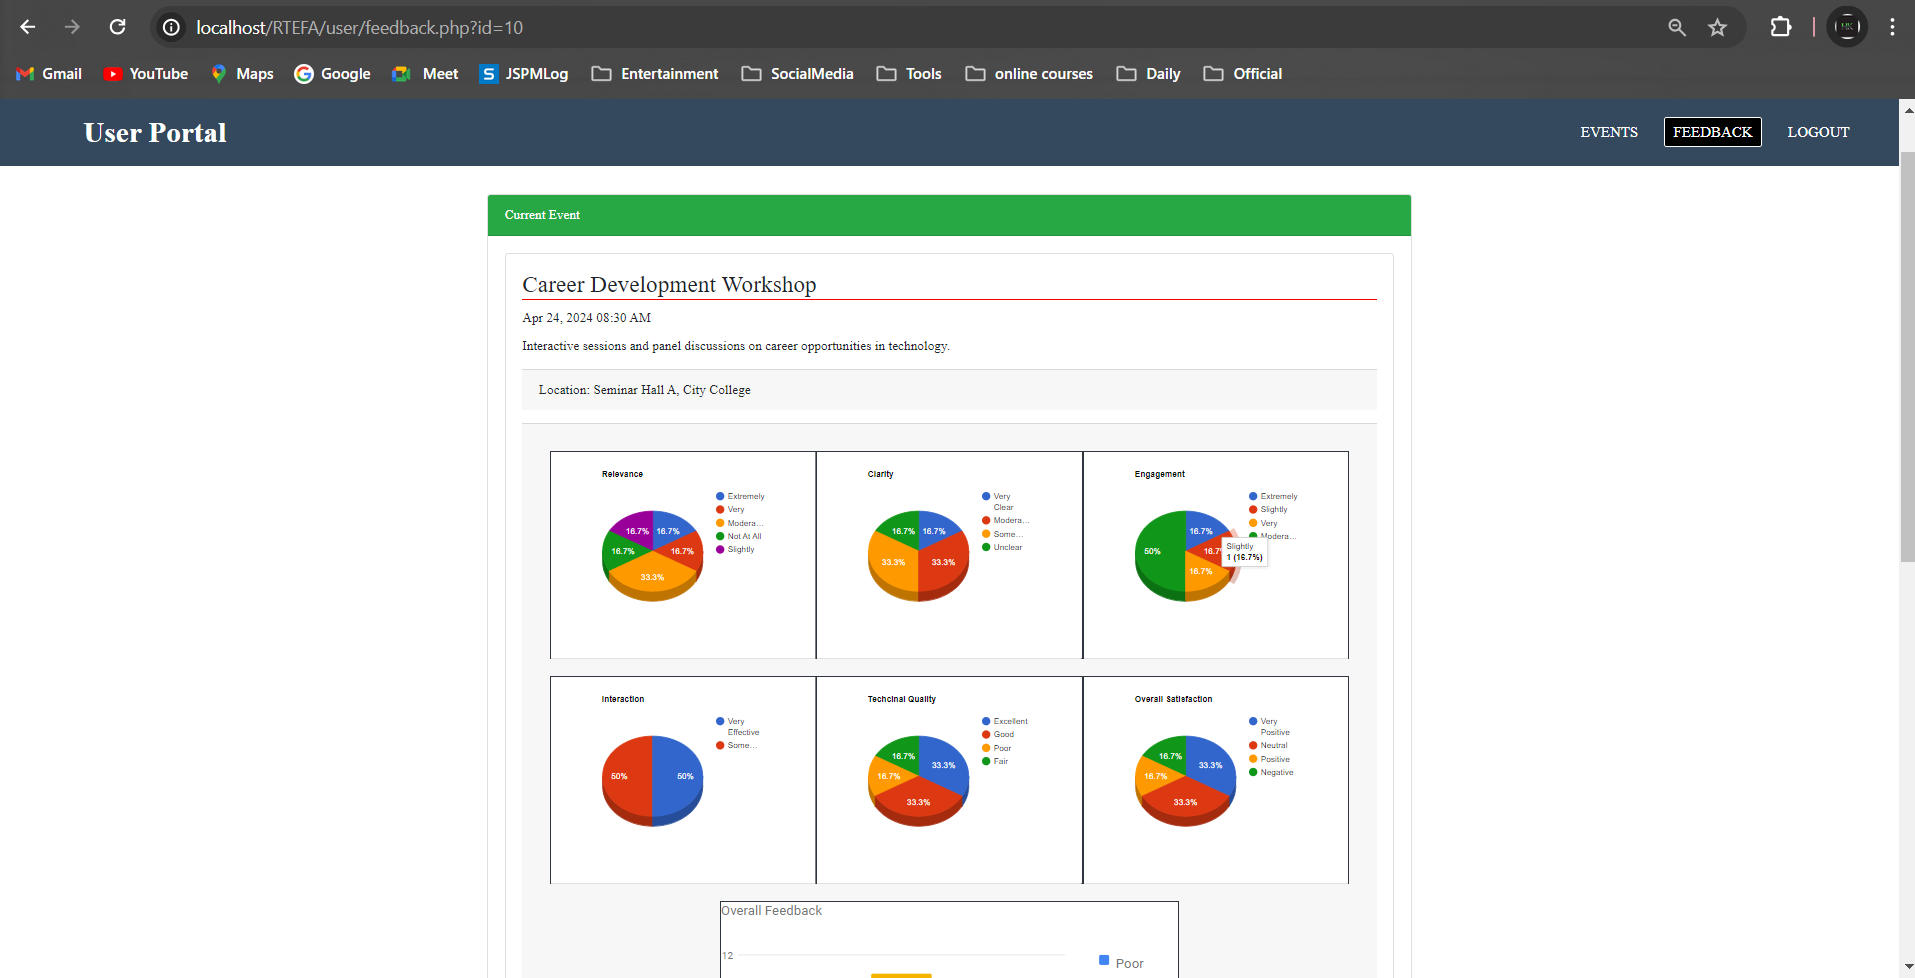 localhost/RTEFA/user/feedback.php?id=10
Gmail YouTube Maps Google Meet JSPMLog Entertainment SocialMedia Tools online courses Daily Official
User Portal
EVENTS FEEDBACK LOGOUT
Current Event
Career Development Workshop
Apr 24, 2024 08:30 AM
Interactive sessions and panel discussions on career opportunities in technology.
Location: Seminar Hall A, City College
Relevance
Extremely
Very
Modera...
Not At All
Slightly
16.7% 16.7%
16.7% 16.7%
33.3%
Clarity
Very
Clear
Modera...
Some...
Unclear
16.7% 16.7%
33.3% 33.3%
Engagement
Extremely
Slightly
Very
Modera...
16.7%
50% 16.7
16.7%
Slightly
1 (16.7%)
Interaction
Very
Effective
Some...
50% 50%
Techcinal Quality
Excellent
Good
Poor
Fair
16.7% 33.3%
16.7%
33.3%
Overall Satisfaction
Very
Positive
Neutral
Positive
Negative
16.7% 33.3%
16.7%
33.3%
Overall Feedback
12
Poor